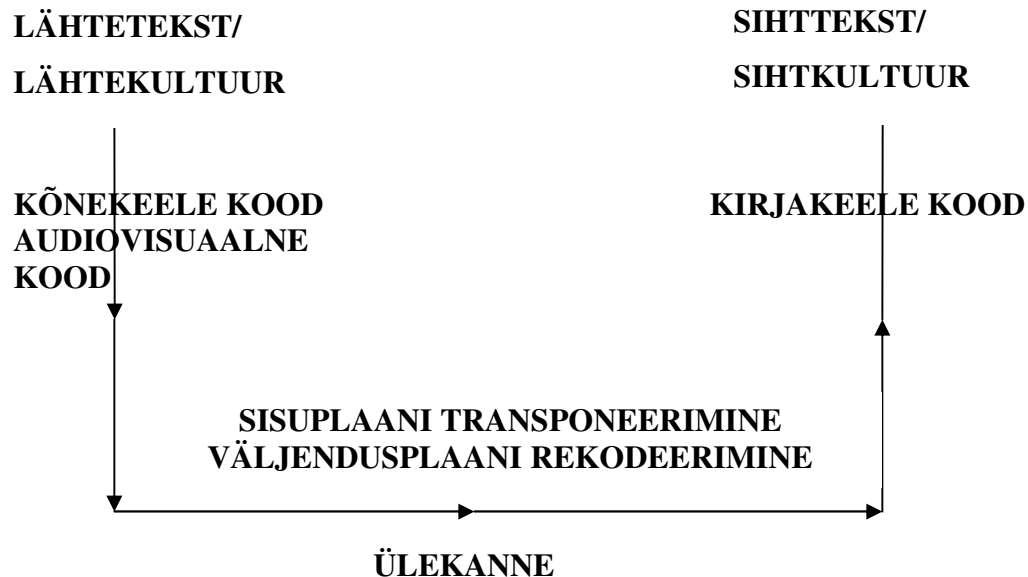 LÄHTETEKST/
LÄHTEKULTUUR
SIHTTEKST/
SIHTKULTUUR
KÕNEKEELE KOOD
AUDIOVISUAALNE
KOOD
KIRJAKEELE KOOD
SISUPLAANI TRANSPONEERIMINE
VÄLJENDUSPLAANI REKODEERIMINE
ÜLEKANNE